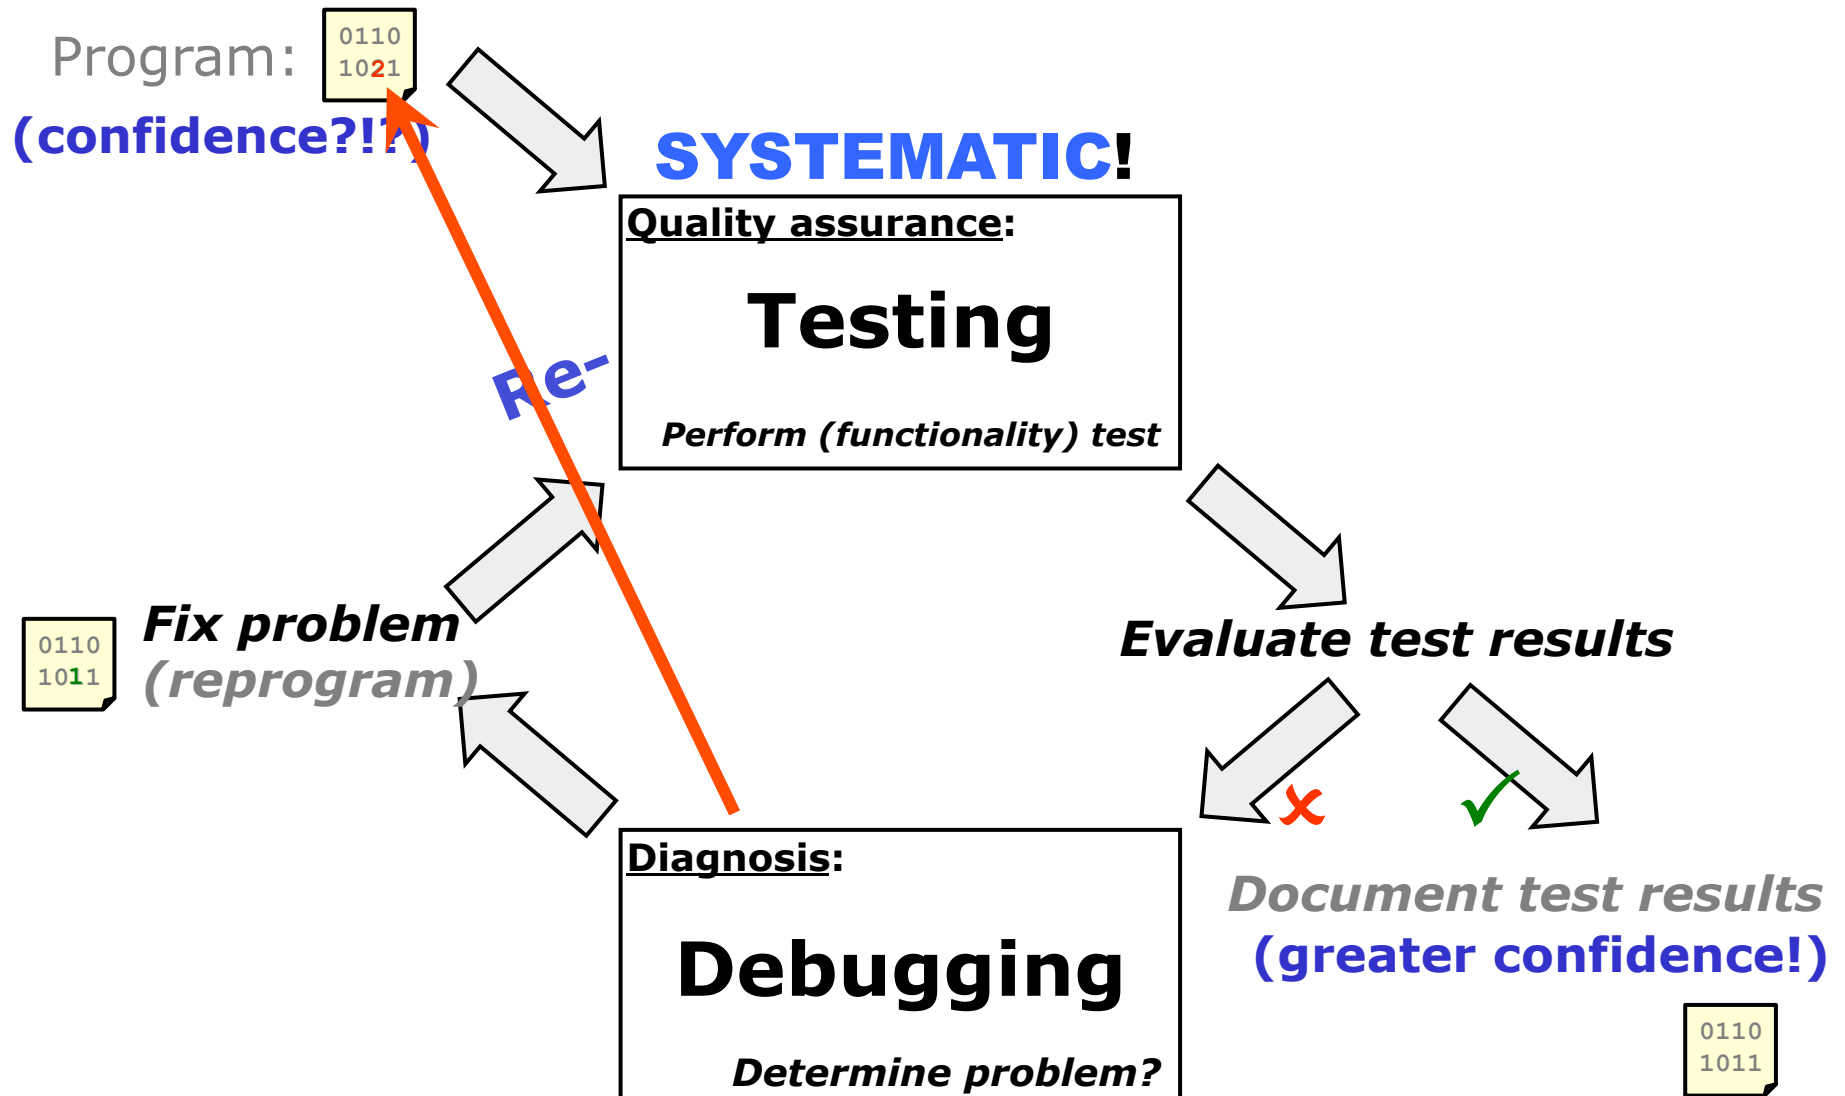 Program:
0110
1021
(confidence?!?)
SYSTEMATIC!
Quality assurance:
Testing
Re-
Perform (functionality) test
Fix problem
(reprogram)
0110
1011
Evaluate test results
✘
✓
Diagnosis:
Debugging
Determine problem?
Document test results
(greater confidence!)
0110
1011